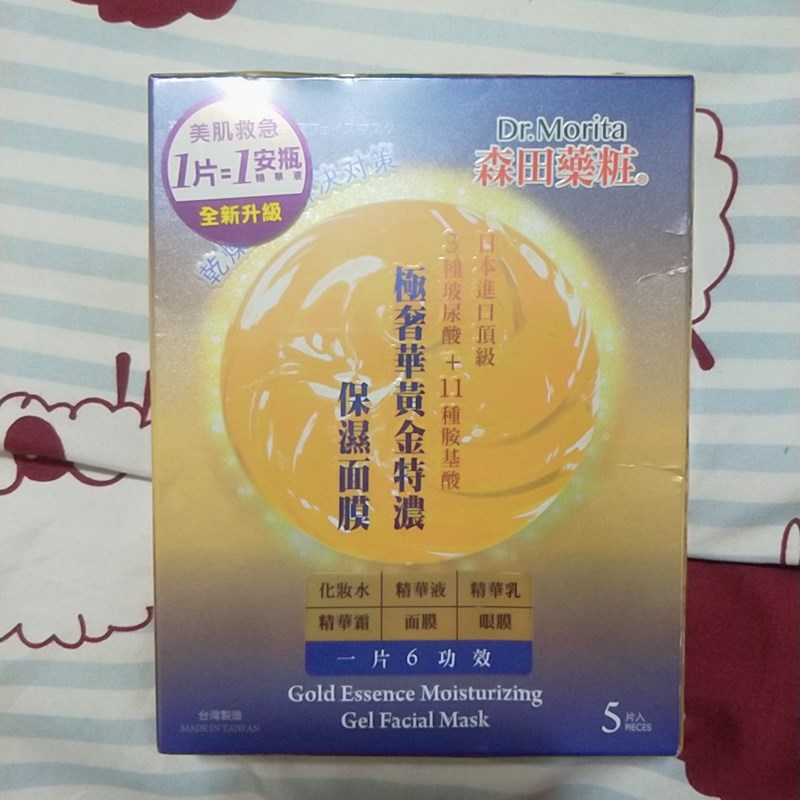 美肌救急
1片=1安瓶
精華液
全新升級
Dr.Morita
森田藥粧
日本進口頂級
3種玻尿酸+11種胺基酸
極奢華黃金特濃
保濕面膜
化妝水 精華液 精華乳
精華霜 面膜 眼膜
一片6功效
Gold Essence Moisturizing
Gel Facial Mask
台灣製造
MADE IN TAIWAN
5片入
PIECES